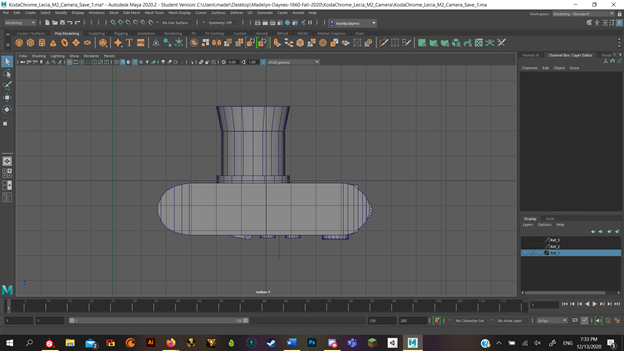 KodaChrome_Lecia_M2_Camera_Save_1.ma* - Autodesk Maya 2020.2 - Student Version: C:\Users\madel\Desktop\Madelyn-Daynes-1660-Fall-2020\KodaChrome_Lecia_M2_Camera\KodaChrome_Lecia_M2_Camera_Save_1.ma
File Edit Create Select Modify Display Windows Mesh Edit Mesh Mesh Tools Mesh Display Curves Surfaces Deform UV Generate Cache Arnold Help
Workspace: Modeling - Standard*
Modeling
No Live Surface
Symmetry: Off
madelyn.daynes
Curves / Surfaces Poly Modeling Sculpting Rigging Animation Rendering FX FX Caching Custom Arnold Bifrost MASH Motion Graphics XGen
View Shading Lighting Show Renderer Panels
0.00
1.00
sRGB gamma
Channel Box / Layer Editor
Channels Edit Object Show
bottom Y
Display Anim
Layers Options Help
Ref_3
Ref_2
Ref_1
1
1
1
120
120
200
No Character Set
No Anim Layer
24 fps
ENG
7:33 PM
12/13/2020